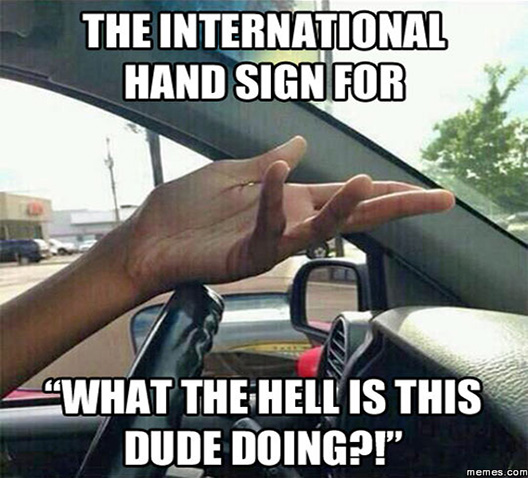 THE INTERNATIONAL
HAND SIGN FOR
“WHAT THE HELL IS THIS
DUDE DOING?!”
memes.com